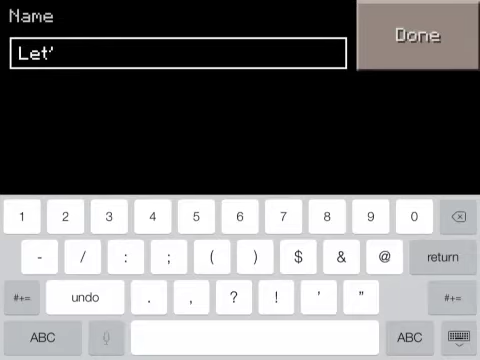 Name
Done
Let'
1 2 3 4 5 6 7 8 9 0
- / : ; ( ) $ & @ return
#+= undo . , ? ! ' " #+=
ABC ABC